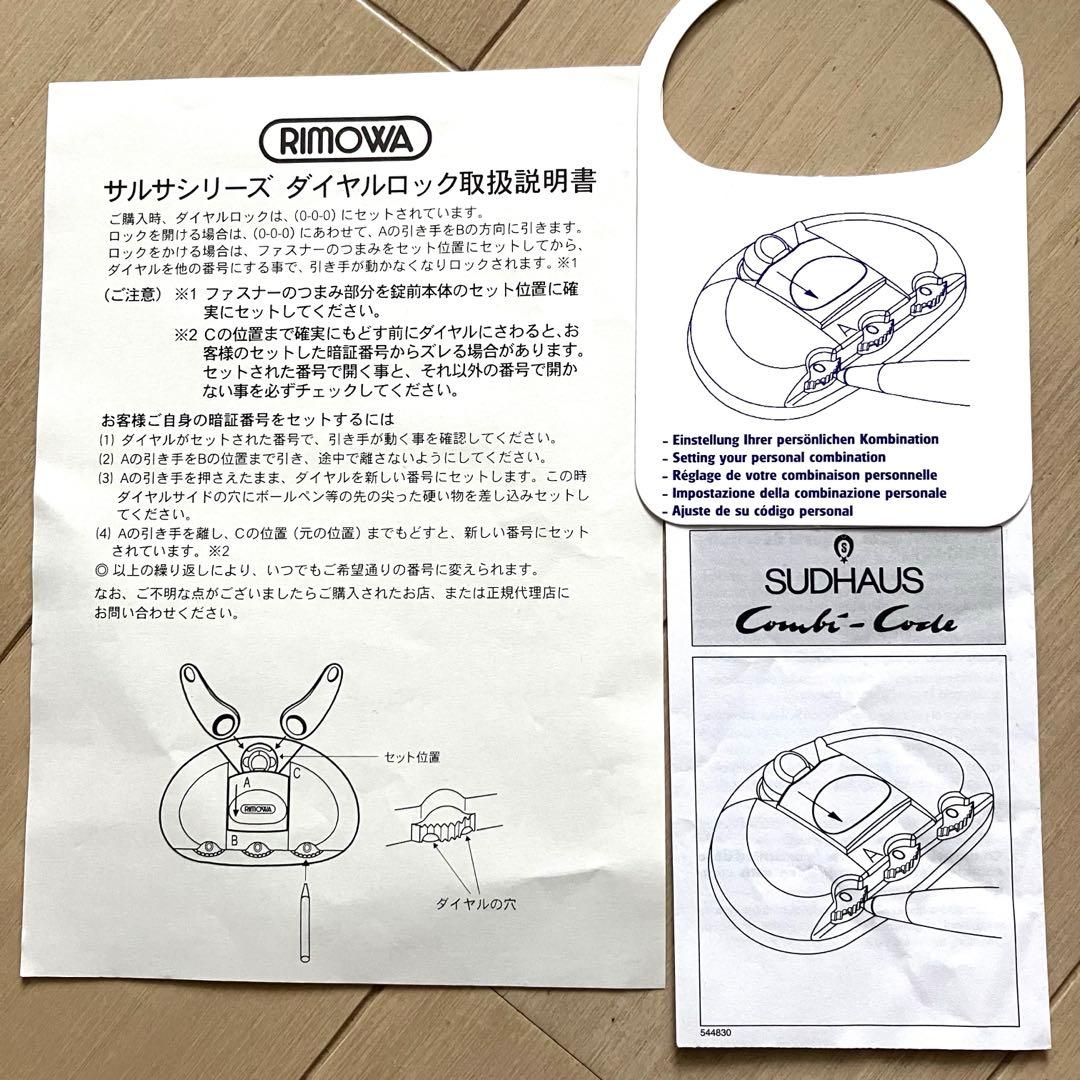 RIMOWA
サルサシリーズ ダイヤルロック取扱説明書
ご購入時、ダイヤルロックは、(0-0-0)にセットされています。
ロックを開ける場合は、(0-0-0)にあわせて、Aの引き手をBの方向に引きます。
ロックをかける場合は、ファスナーのつまみをセット位置にセットしてから、
ダイヤルを他の番号にする事で、引き手が動かなくなりロックされます。※1
(ご注意) ※1 ファスナーのつまみ部分を錠前本体のセット位置に確
実にセットしてください。
※2 Cの位置まで確実にもどす前にダイヤルにさわると、お
客様のセットした暗証番号からズレる場合があります。
セットされた番号で開く事と、それ以外の番号で開か
ない事を必ずチェックしてください。
お客様ご自身の暗証番号をセットするには
(1) ダイヤルがセットされた番号で、引き手が動く事を確認してください。
(2) Aの引き手をBの位置まで引き、途中で離さないようにしてください。
(3) Aの引き手を押さえたまま、ダイヤルを新しい番号にセットします。この時
ダイヤルサイドの穴にボールペン等の先の尖った硬い物を差し込みセットし
てください。
(4) Aの引き手を離し、Cの位置(元の位置)までもどすと、新しい番号にセット
されています。※2
◎ 以上の繰り返しにより、いつでもご希望通りの番号に変えられます。
なお、ご不明な点がございましたらご購入されたお店、または正規代理店に
お問い合わせください。
セット位置
A
C
RIMOWA
B
ダイヤルの穴
A
- Einstellung Ihrer persönlichen Kombination
- Setting your personal combination
- Réglage de votre combinaison personnelle
- Impostazione della combinazione personale
- Ajuste de su código personal
S
SUDHAUS
Combi-Code
A
544830